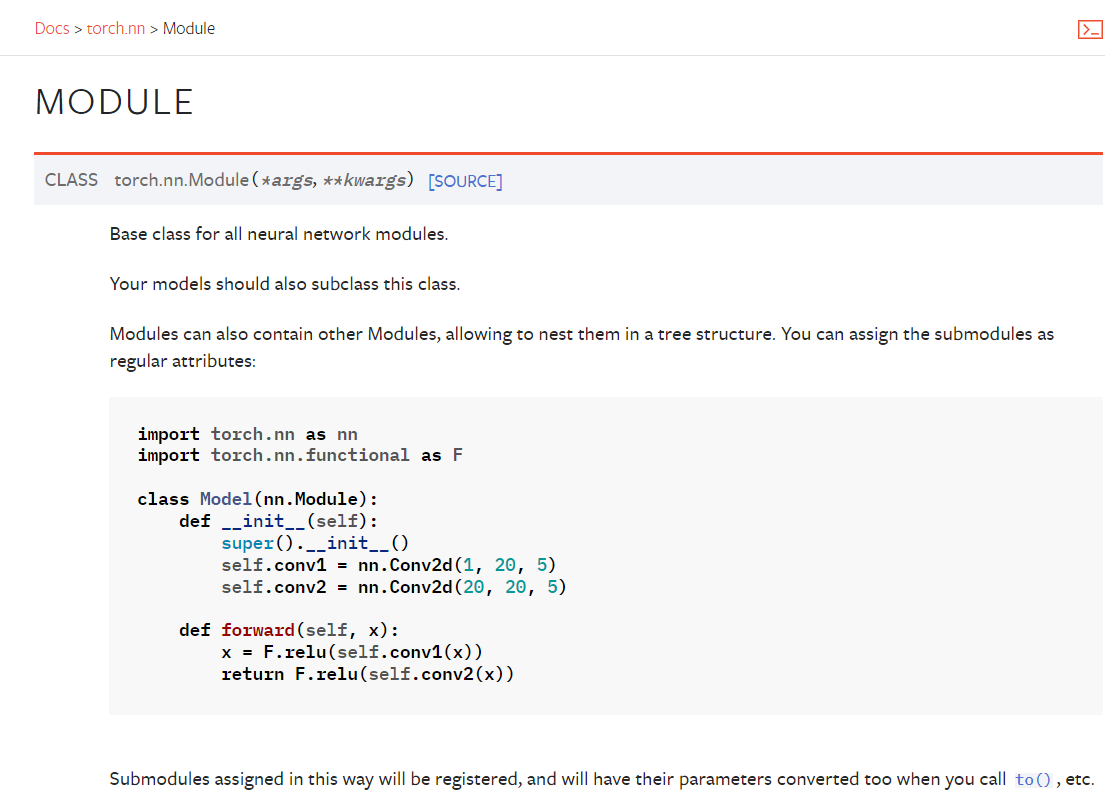 Docs > torch.nn > Module
>_
MODULE
CLASS torch.nn.Module(*args, **kwargs) [SOURCE]
Base class for all neural network modules.
Your models should also subclass this class.
Modules can also contain other Modules, allowing to nest them in a tree structure. You can assign the submodules as
regular attributes:
import torch.nn as nn
import torch.nn.functional as F
class Model(nn.Module):
    def __init__(self):
        super().__init__()
        self.conv1 = nn.Conv2d(1, 20, 5)
        self.conv2 = nn.Conv2d(20, 20, 5)
    def forward(self, x):
        x = F.relu(self.conv1(x))
        return F.relu(self.conv2(x))
Submodules assigned in this way will be registered, and will have their parameters converted too when you call to(), etc.